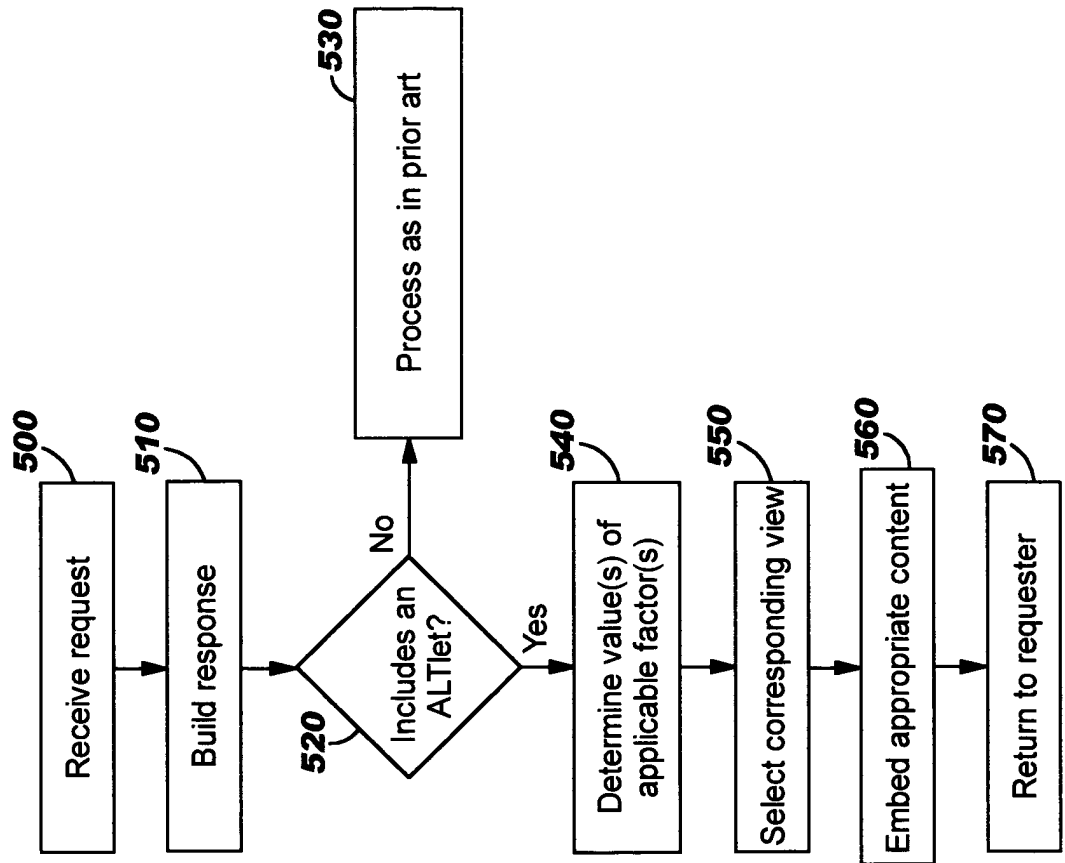 500
Receive request
510
Build response
520
Includes an
ALTlet?
No
530
Process as in prior art
Yes
540
Determine value(s) of
applicable factor(s)
550
Select corresponding view
560
Embed appropriate content
570
Return to requester